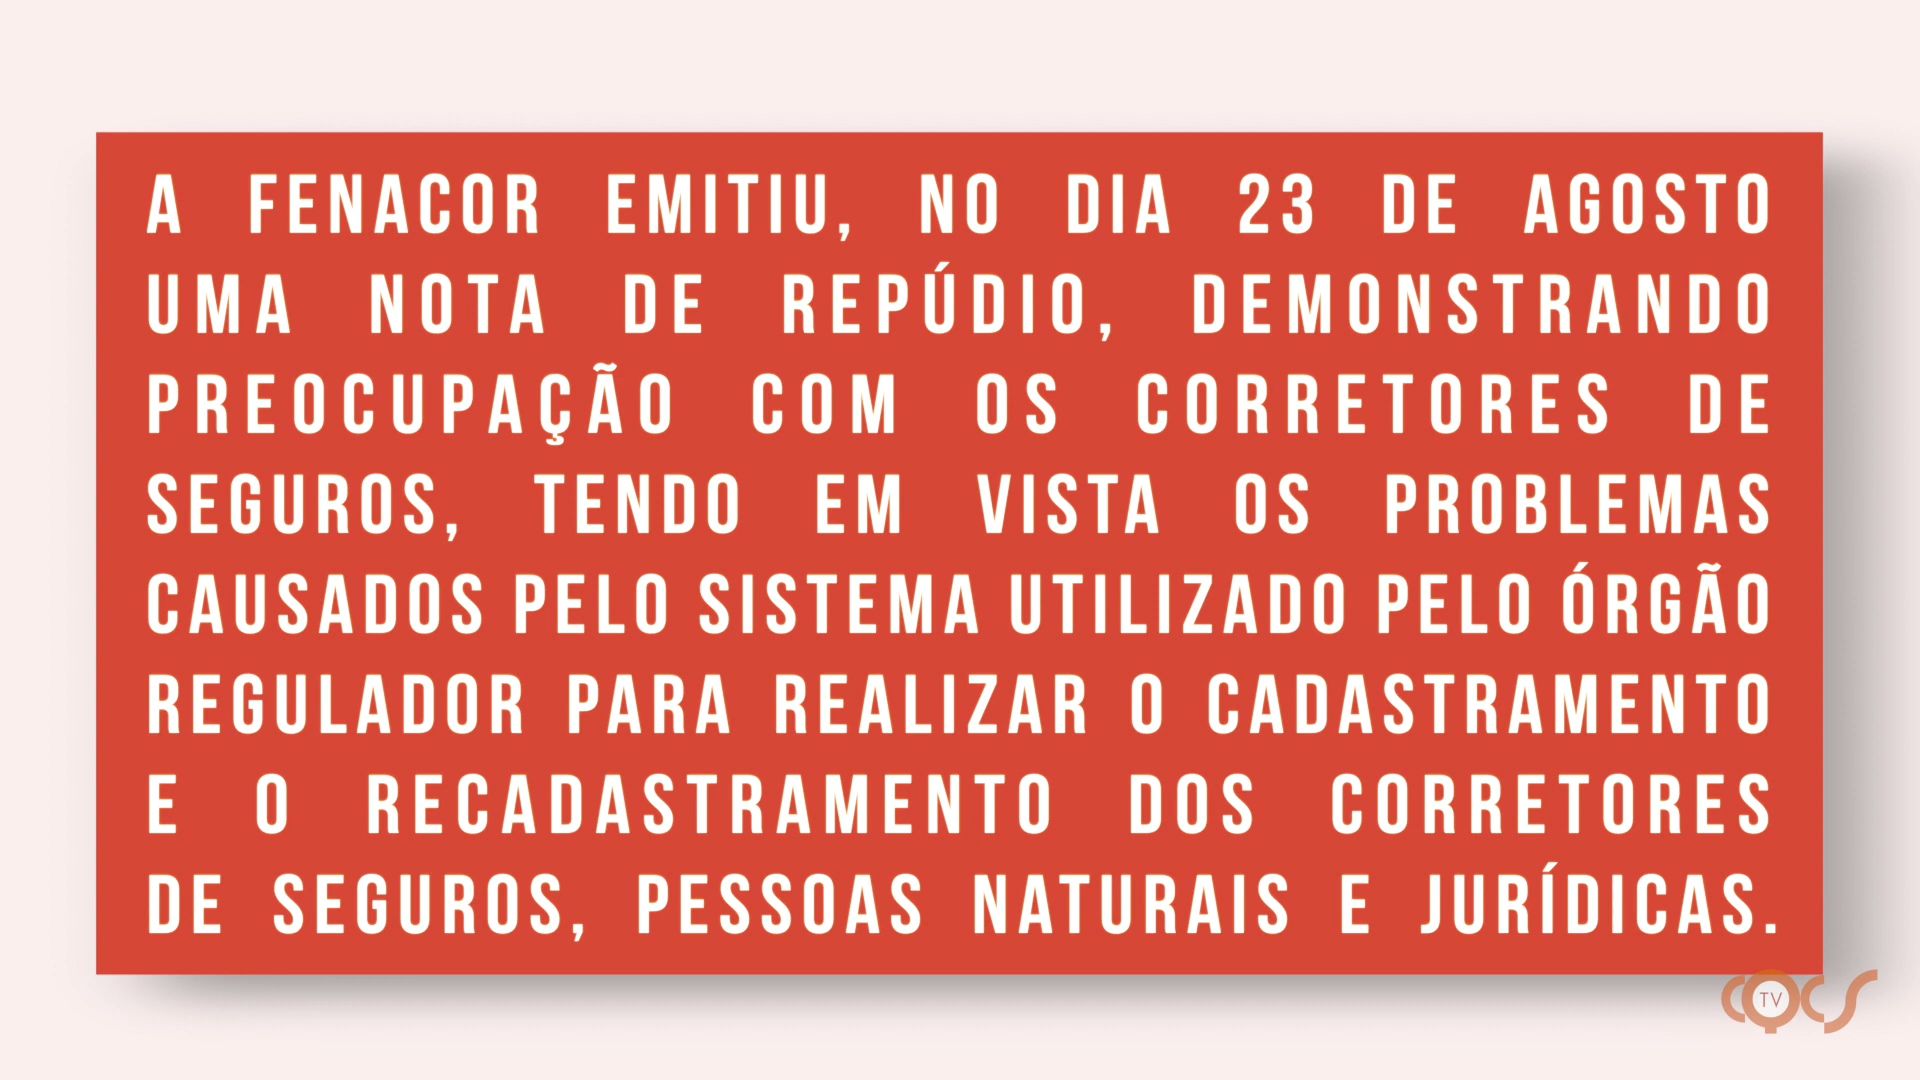 A FENACOR EMITIU, NO DIA 23 DE AGOSTO
UMA NOTA DE REPÚDIO, DEMONSTRANDO
PREOCUPAÇÃO COM OS CORRETORES DE
SEGUROS, TENDO EM VISTA OS PROBLEMAS
CAUSADOS PELO SISTEMA UTILIZADO PELO ÓRGÃO
REGULADOR PARA REALIZAR O CADASTRAMENTO
E O RECADASTRAMENTO DOS CORRETORES
DE SEGUROS, PESSOAS NATURAIS E JURÍDICAS.
CQCS
TV